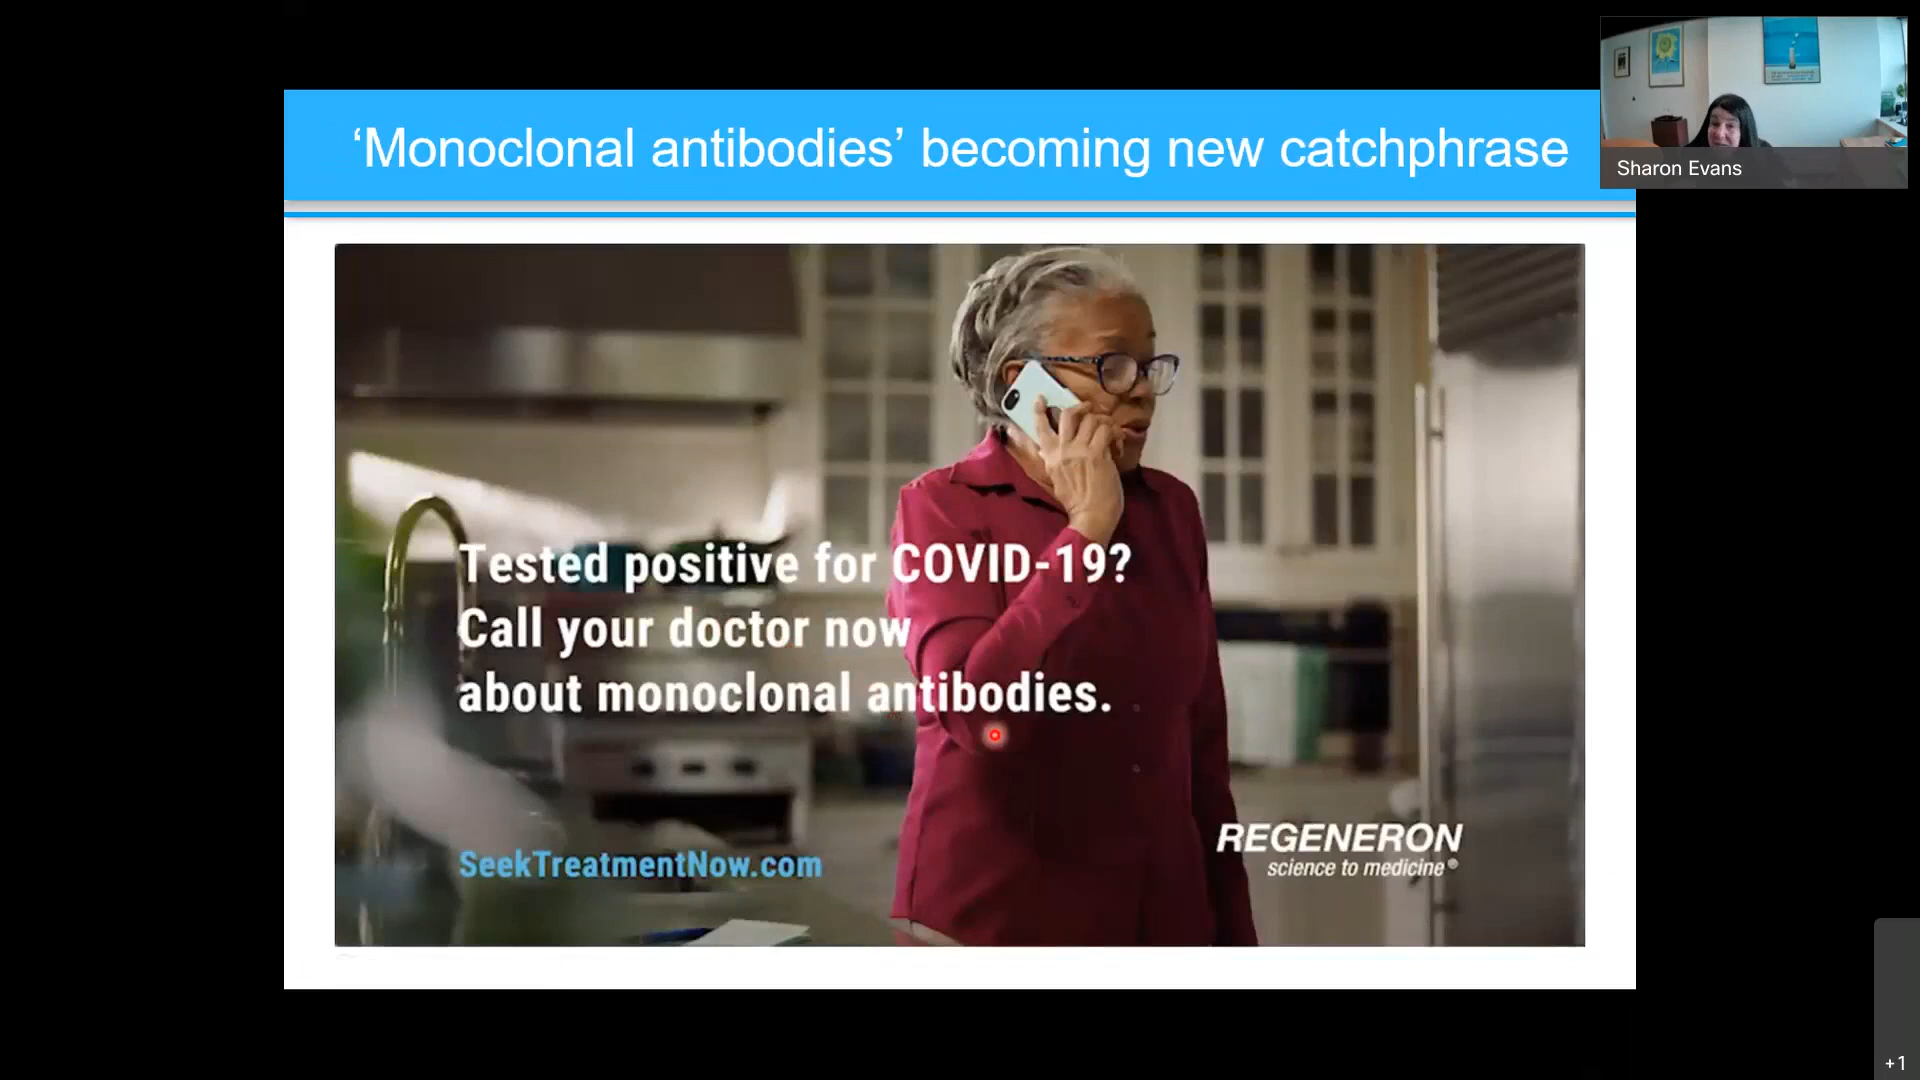 ‘Monoclonal antibodies’ becoming new catchphrase
Sharon Evans
Tested positive for COVID-19?
Call your doctor now
about monoclonal antibodies.
SeekTreatmentNow.com
REGENERON
science to medicine®
+1